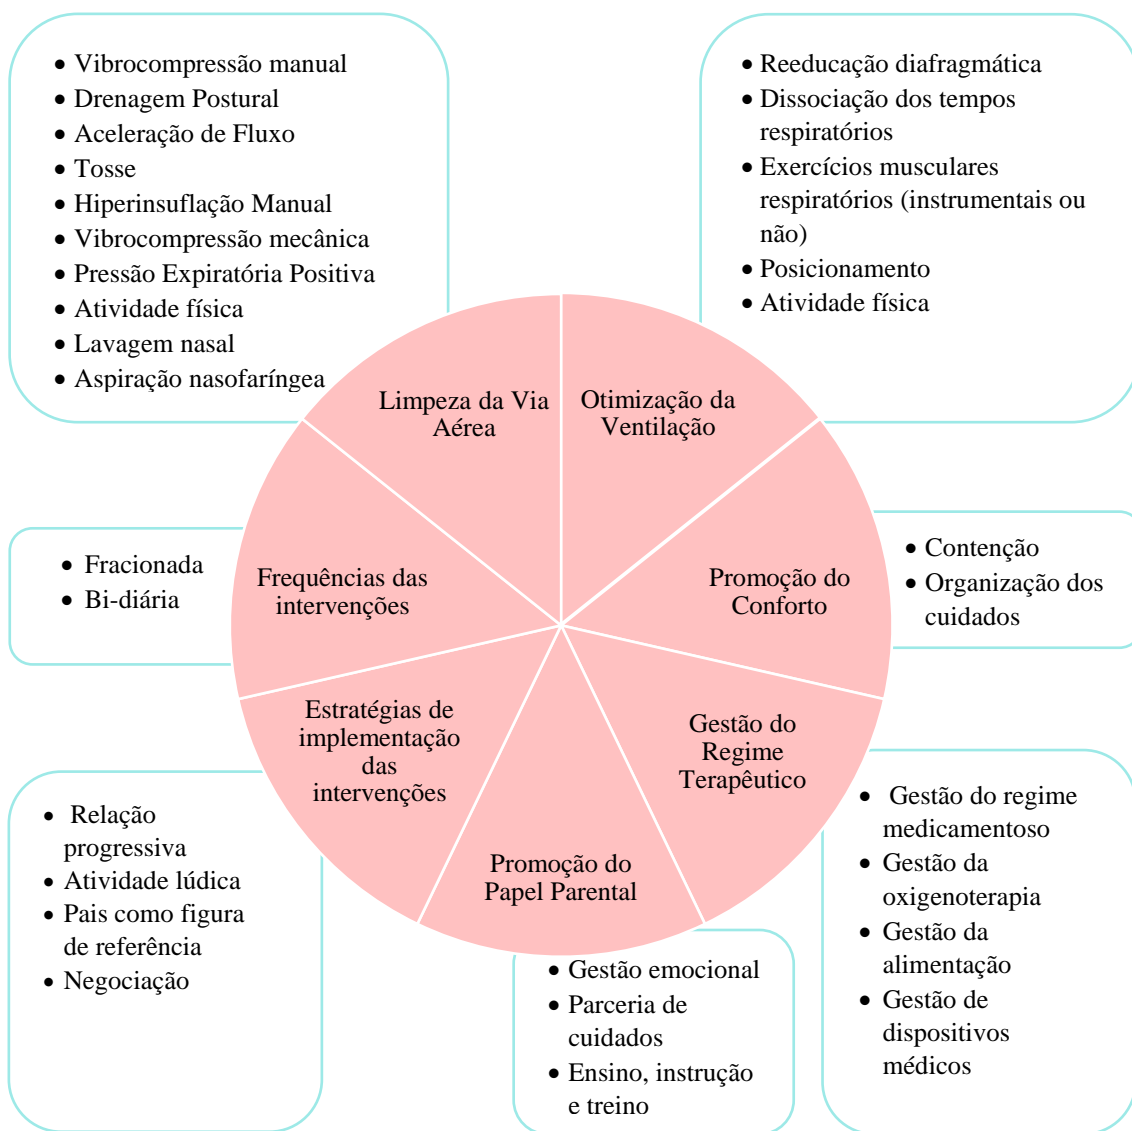 • Vibrocompressão manual
• Drenagem Postural
• Aceleração de Fluxo
• Tosse
• Hiperinsuflação Manual
• Vibrocompressão mecânica
• Pressão Expiratória Positiva
• Atividade física
• Lavagem nasal
• Aspiração nasofaríngea
• Reeducação diafragmática
• Dissociação dos tempos
respiratórios
• Exercícios musculares
respiratórios (instrumentais ou
não)
• Posicionamento
• Atividade física
Limpeza da Via
Aérea
Otimização da
Ventilação
• Fracionada
• Bi-diária
Frequências das
intervenções
Promoção do
Conforto
• Contenção
• Organização dos
cuidados
Estratégias de
implementação
das
intervenções
Gestão do
Regime
Terapêutico
Promoção do
Papel Parental
• Relação
progressiva
• Atividade lúdica
• Pais como figura
de referência
• Negociação
• Gestão emocional
• Parceria de
cuidados
• Ensino, instrução
e treino
• Gestão do regime
medicamentoso
• Gestão da
oxigenoterapia
• Gestão da
alimentação
• Gestão de
dispositivos
médicos